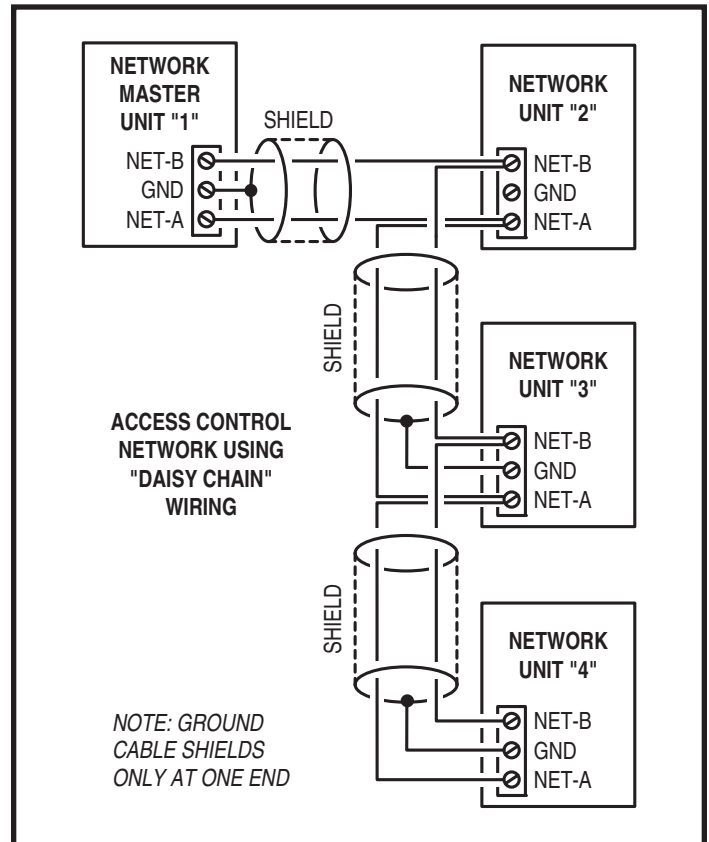 NETWORK
MASTER
UNIT "1"
NET-B
GND
NET-A
SHIELD
NETWORK
UNIT "2"
NET-B
GND
NET-A
SHIELD
NETWORK
UNIT "3"
NET-B
GND
NET-A
ACCESS CONTROL
NETWORK USING
"DAISY CHAIN"
WIRING
SHIELD
NETWORK
UNIT "4"
NET-B
GND
NET-A
NOTE: GROUND
CABLE SHIELDS
ONLY AT ONE END